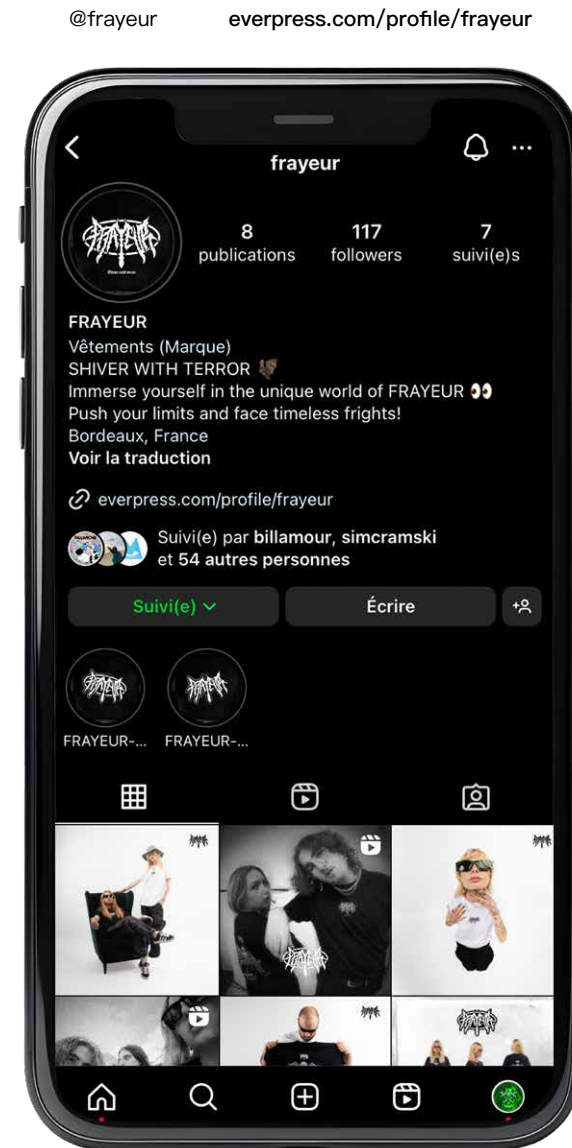 @frayeur everpress.com/profile/frayeur
frayeur
8 117 7
publications followers suivi(e)s
FRAYEUR
Vêtements (Marque)
SHIVER WITH TERROR
Immerse yourself in the unique world of FRAYEUR 👀
Push your limits and face timeless frights!
Bordeaux, France
Voir la traduction
everpress.com/profile/frayeur
Suivi(e) par billamour, simcramski
et 54 autres personnes
Suivi(e) Écrire
FRAYEUR-... FRAYEUR-...